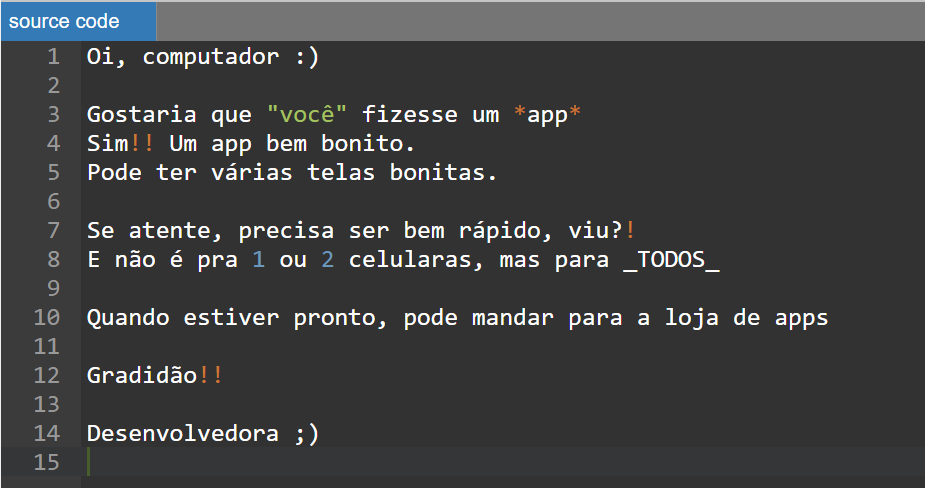 source code
1 Oi, computador :)
2
3 Gostaria que "você" fizesse um *app*
4 Sim!! Um app bem bonito.
5 Pode ter várias telas bonitas.
6
7 Se atente, precisa ser bem rápido, viu?!
8 E não é pra 1 ou 2 celularas, mas para _TODOS_
9
10 Quando estiver pronto, pode mandar para a loja de apps
11
12 Gradidão!!
13
14 Desenvolvedora ;)
15